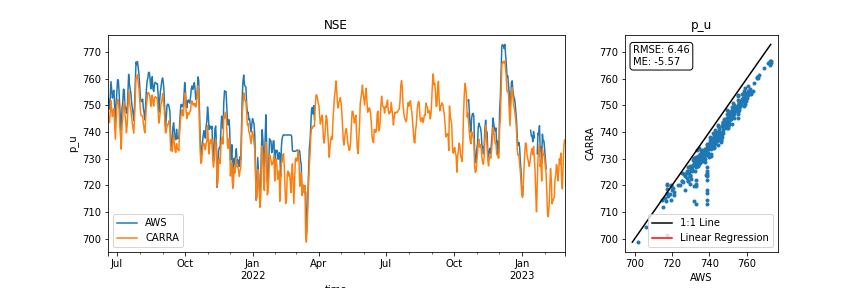 NSE
p_u
770
760
750
740
730
720
710
700
p_u
AWS
CARRA
Jul
Oct
Jan
2022
Apr
Jul
Oct
Jan
2023
time
p_u
770
760
750
740
730
720
710
700
CARRA
RMSE: 6.46
ME: -5.57
1:1 Line
Linear Regression
700
720
740
760
AWS